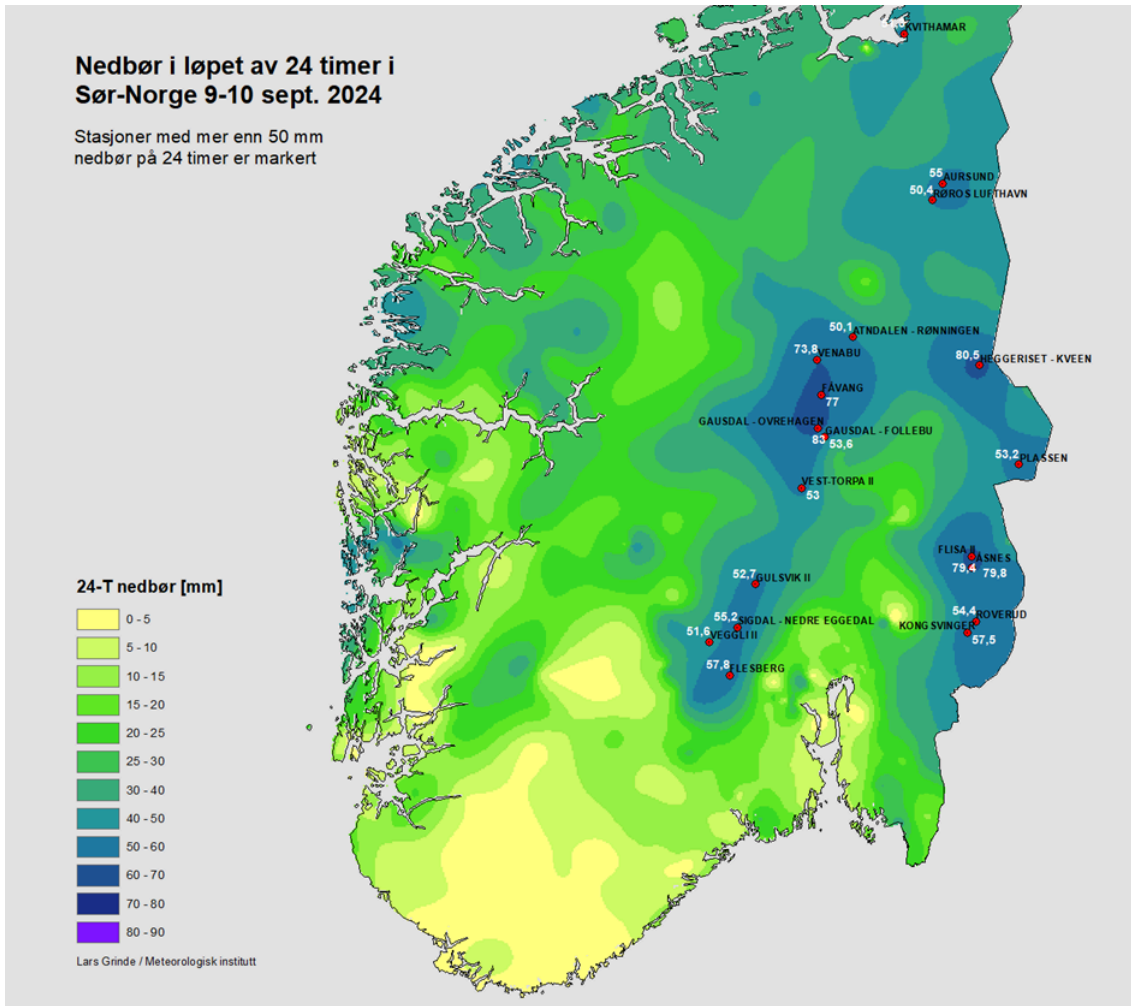 Nedbør i løpet av 24 timer i
Sør-Norge 9-10 sept. 2024
Stasjoner med mer enn 50 mm
nedbør på 24 timer er markert
KVITHAMAR
55 AURSUND
50,4 RØROS LUFTHAVN
50,1 ATNDALEN - RØNNINGEN
73,8 VENABU
80,5 HEGGERISET - KVEEN
FÅVANG
77
GAUSDAL - OVREHAGEN
GAUSDAL - FOLLEBU
83 53,6
53,2 PLASSEN
VEST-TORPA II
53
FLISA II
ÅSNES
79,4 79,8
52,7 GULSVIK II
54,4 ROVERUD
55,2 SIGDAL - NEDRE EGGEDAL
KONGSVINGER
51,6 VEGGLI II
57,5
57,8 FLESBERG
24-T nedbør [mm]
0 - 5
5 - 10
10 - 15
15 - 20
20 - 25
25 - 30
30 - 40
40 - 50
50 - 60
60 - 70
70 - 80
80 - 90
Lars Grinde / Meteorologisk institutt